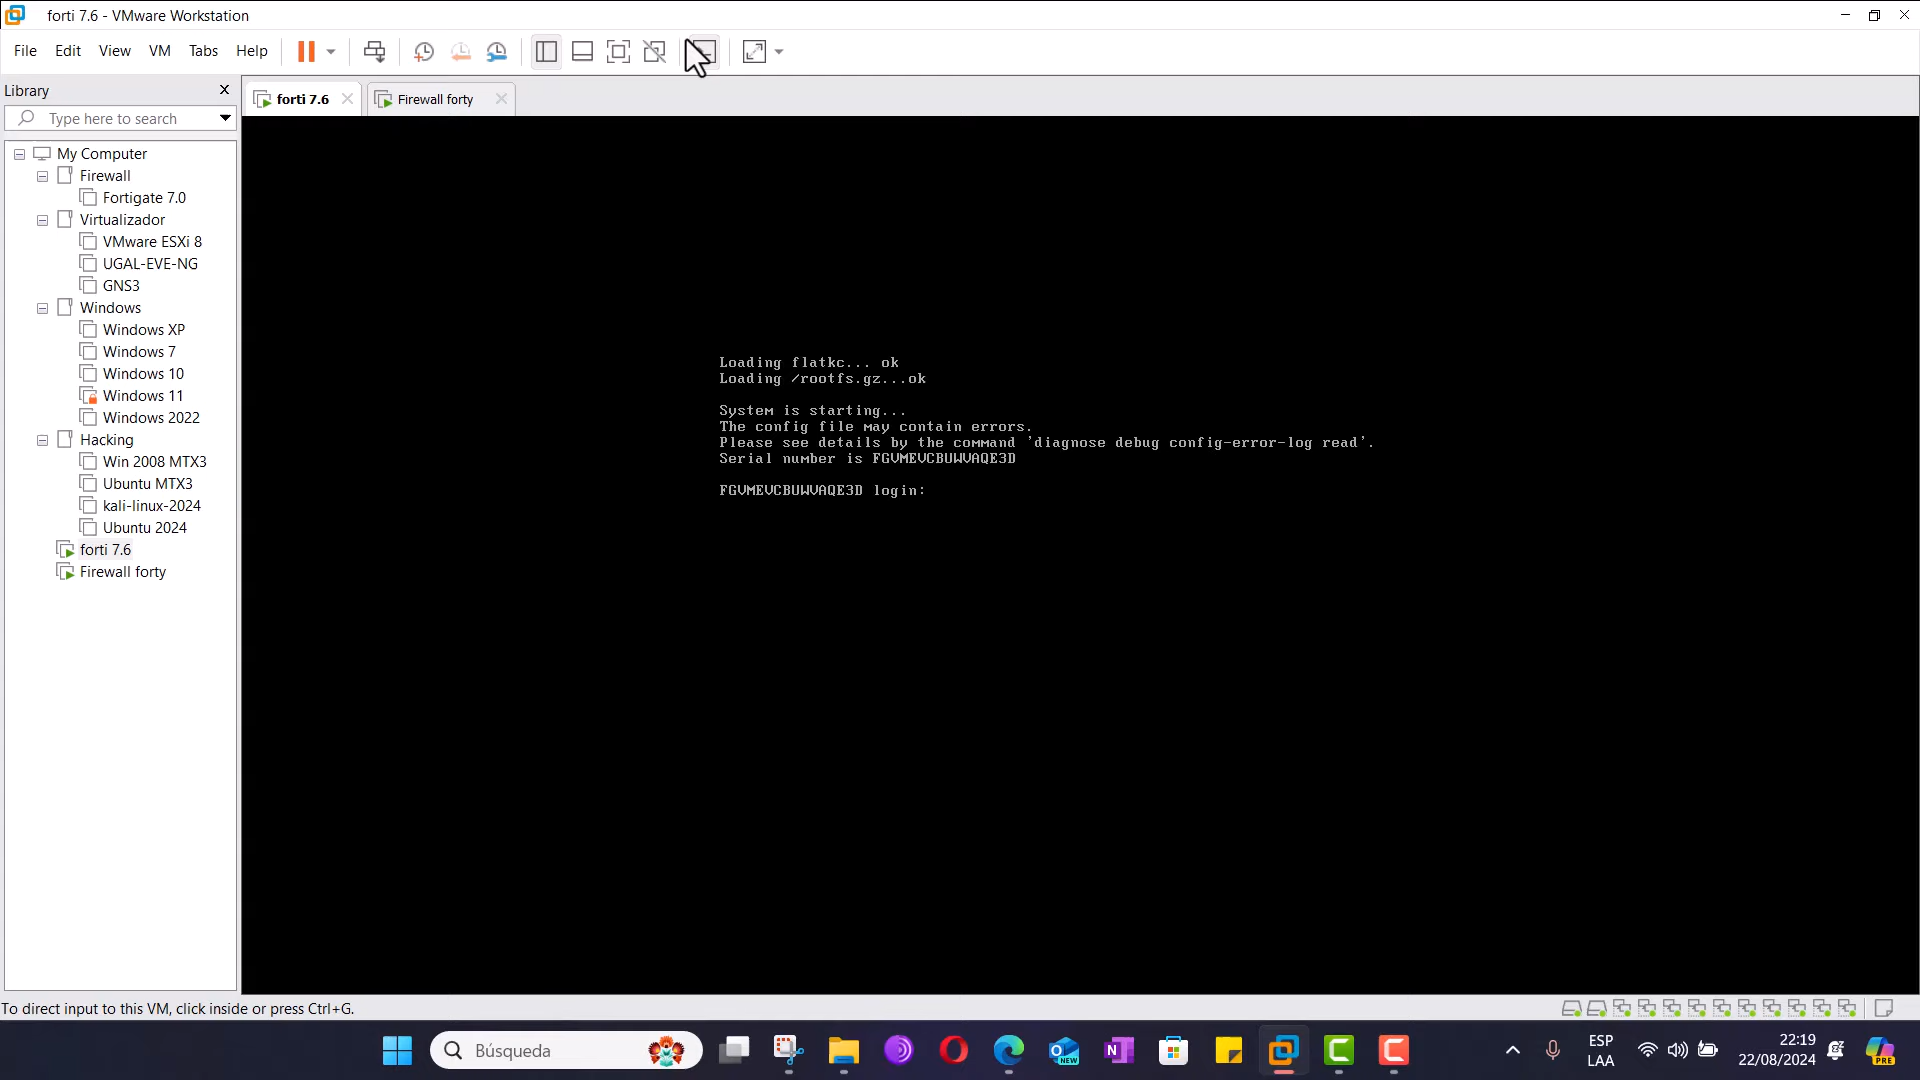 forti 7.6 - VMware Workstation
File Edit View VM Tabs Help
Library
Type here to search
My Computer
Firewall
Fortigate 7.0
Virtualizador
VMware ESXi 8
UGAL-EVE-NG
GNS3
Windows
Windows XP
Windows 7
Windows 10
Windows 11
Windows 2022
Hacking
Win 2008 MTX3
Ubuntu MTX3
kali-linux-2024
Ubuntu 2024
forti 7.6
Firewall forty
forti 7.6
Firewall forty
Loading flatkc... ok
Loading /rootfs.gz...ok
System is starting...
The config file may contain errors.
Please see details by the command 'diagnose debug config-error-log read'.
Serial number is FGVMEVCBUWVAQE3D
FGVMEVCBUWVAQE3D login:
To direct input to this VM, click inside or press Ctrl+G.
Búsqueda
NEW
ESP
LAA
22:19
22/08/2024
PRE